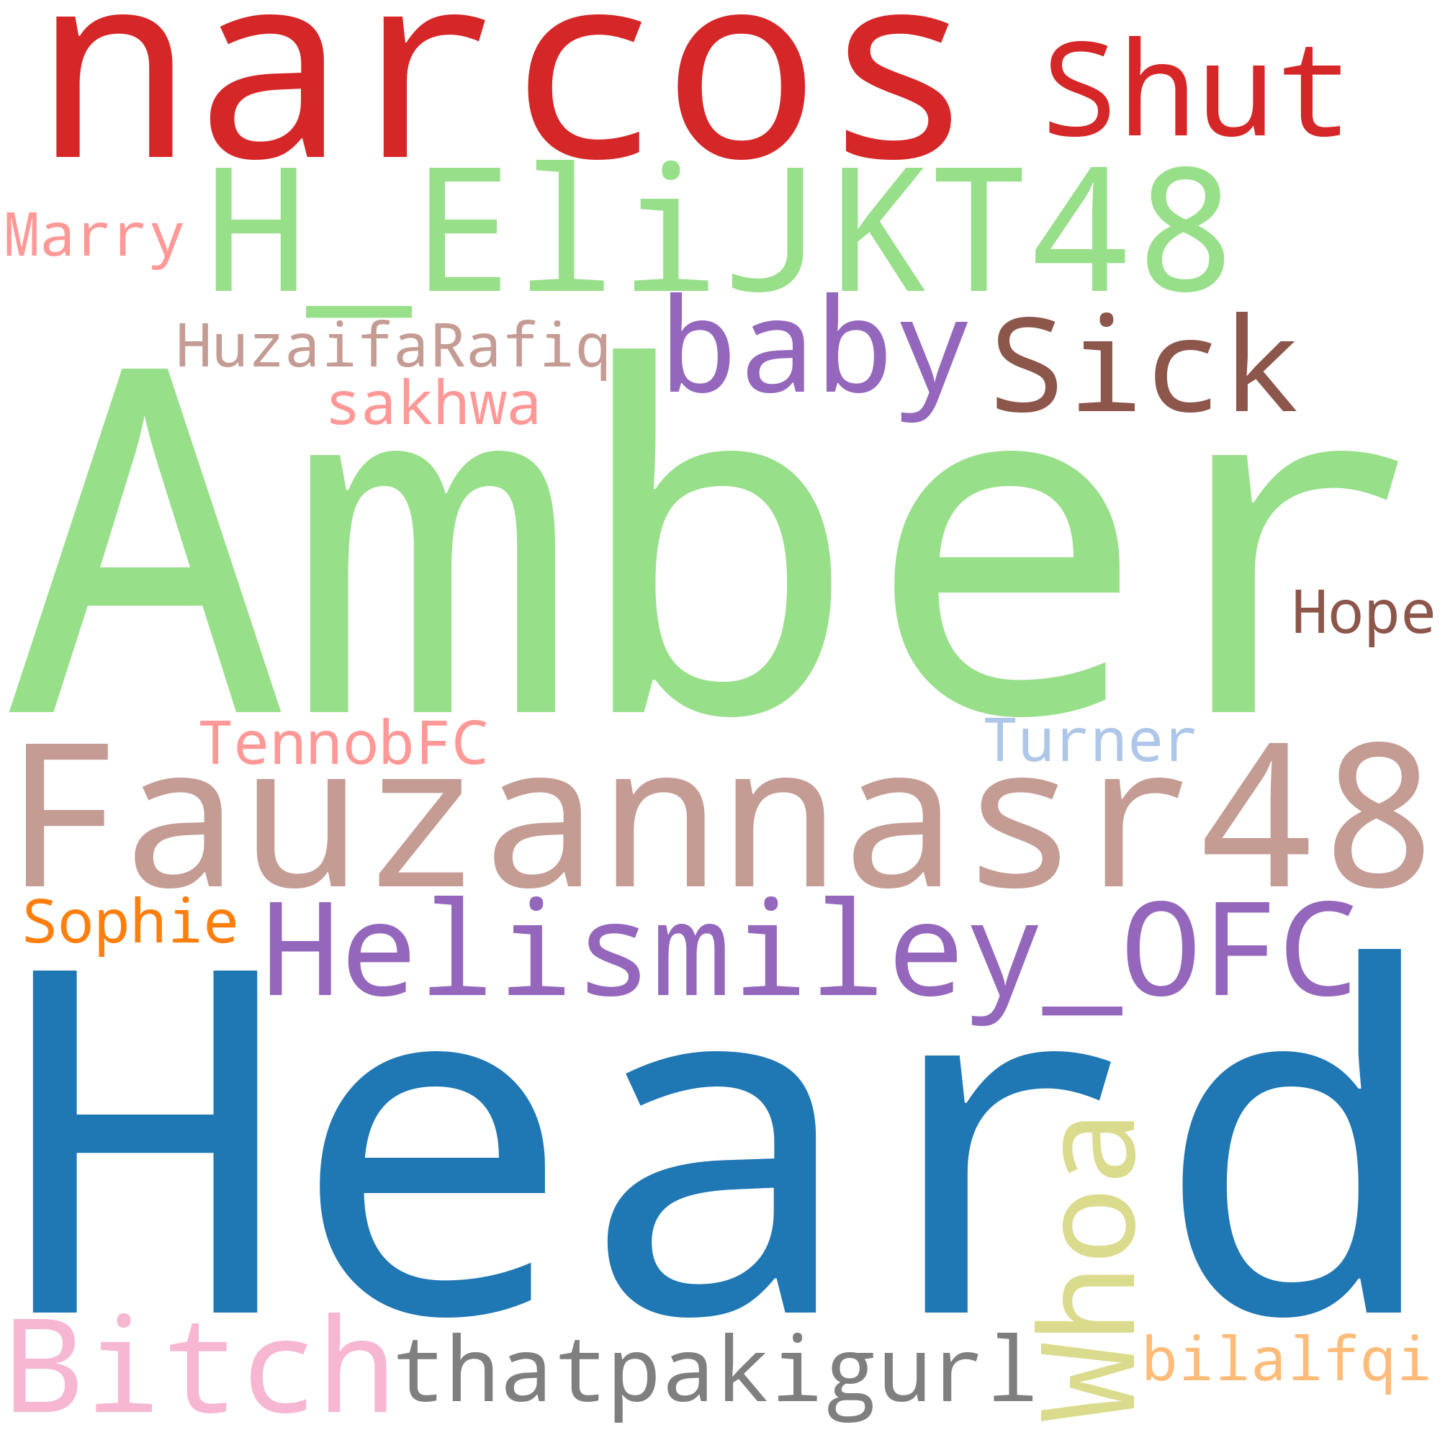 narcos
Shut
Marry
H_EliJKT48
HuzaifaRafiq
baby
Sick
sakhwa
Amber
Hope
TennobFC
Turner
Fauzannasr48
Sophie
Helismiley_OFC
Heard
Whoa
Bitch
thatpakigurl
bilalfqi